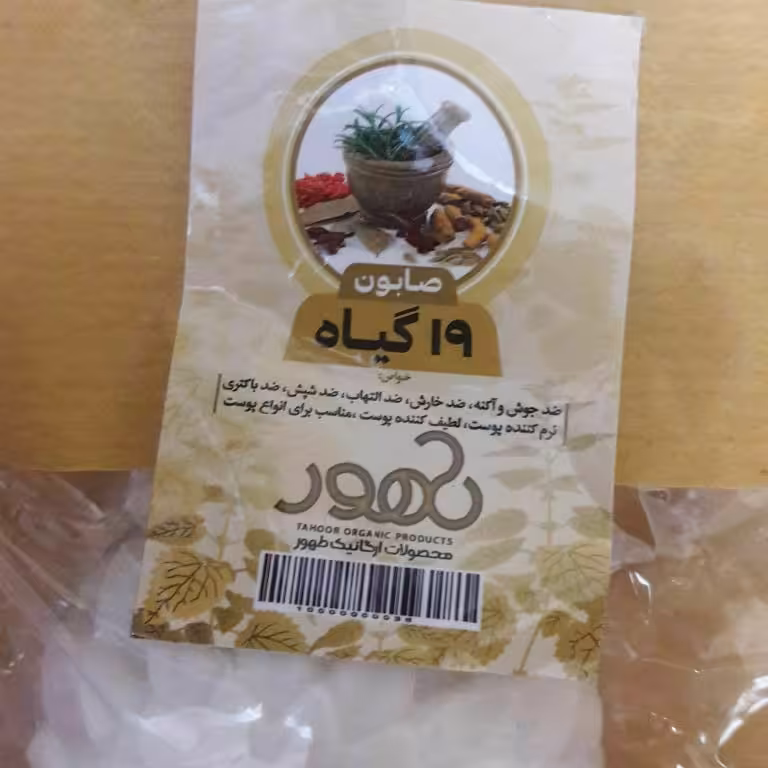 صابون
۱۹ گیاه
خواص:
ضد جوش و آکنه، ضد خارش، ضد التهاب، ضد شپش، ضد باکتری
نرم کننده پوست، لطیف کننده پوست ،مناسب برای انواع پوست
طهور
TAHOOR ORGANIC PRODUCTS
محصولات ارگانیک طهور